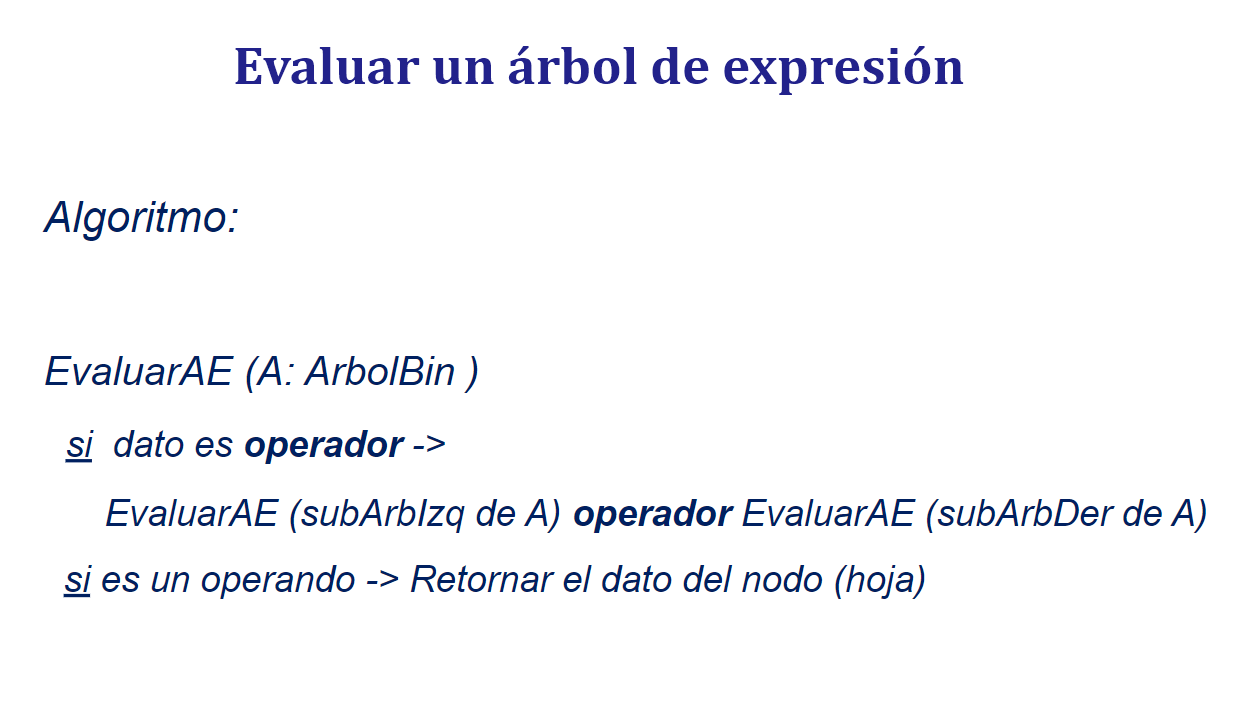 Evaluar un árbol de expresión
Algoritmo:
EvaluarAE (A: ArbolBin )
si dato es operador ->
EvaluarAE (subArbIzq de A) operador EvaluarAE (subArbDer de A)
si es un operando -> Retornar el dato del nodo (hoja)